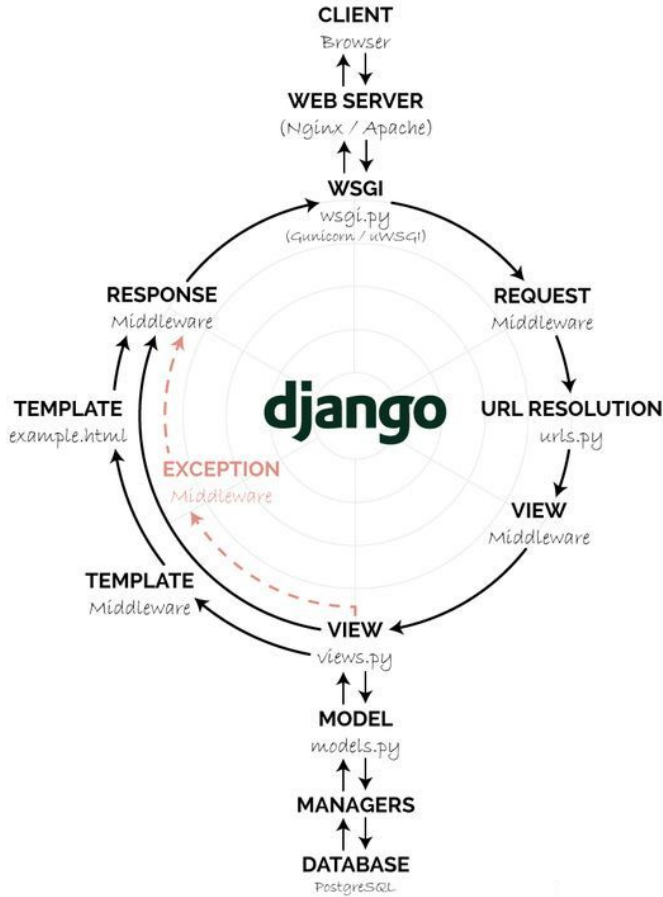 CLIENT
Browser
WEB SERVER
(Nginx / Apache)
WSGI
wsgi.py
(Gunicorn / uWSGI)
RESPONSE
Middleware
REQUEST
Middleware
TEMPLATE
example.html
django
URL RESOLUTION
urls.py
EXCEPTION
Middleware
VIEW
Middleware
TEMPLATE
Middleware
VIEW
views.py
MODEL
models.py
MANAGERS
DATABASE
PostgreSQL